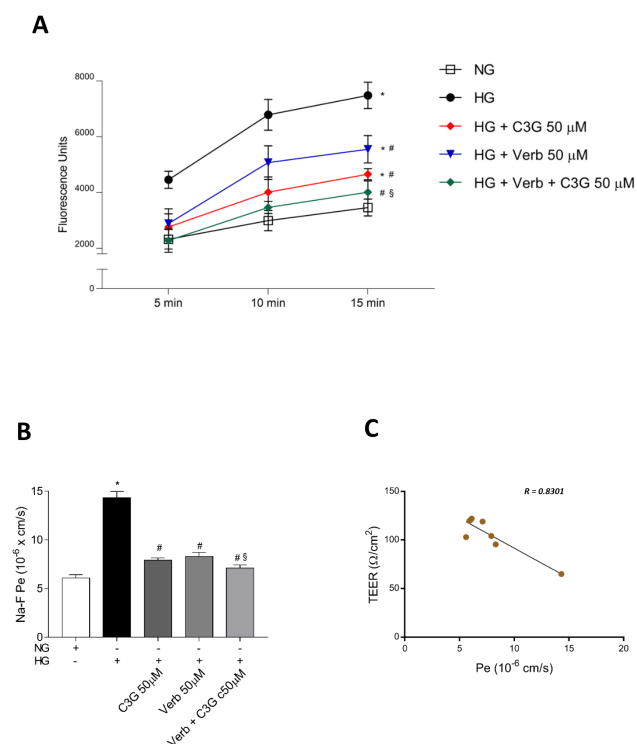 A
NG
HG
HG + C3G 50 μM
HG + Verb 50 μM
HG + Verb + C3G 50 μM
Fluorescence Units
8000
6000
4000
2000
0
*
* #
* #
# §
5 min
10 min
15 min
B
Na-F Pe (10-6 x cm/s)
15
10
5
0
*
#
#
# §
NG + - - - -
HG - + + + +
C3G 50μM
Verb 50μM
Verb + C3G c50μM
C
R = 0.8301
TEER (Ω/cm2)
150
100
50
0
0 5 10 15 20
Pe (10-6 cm/s)